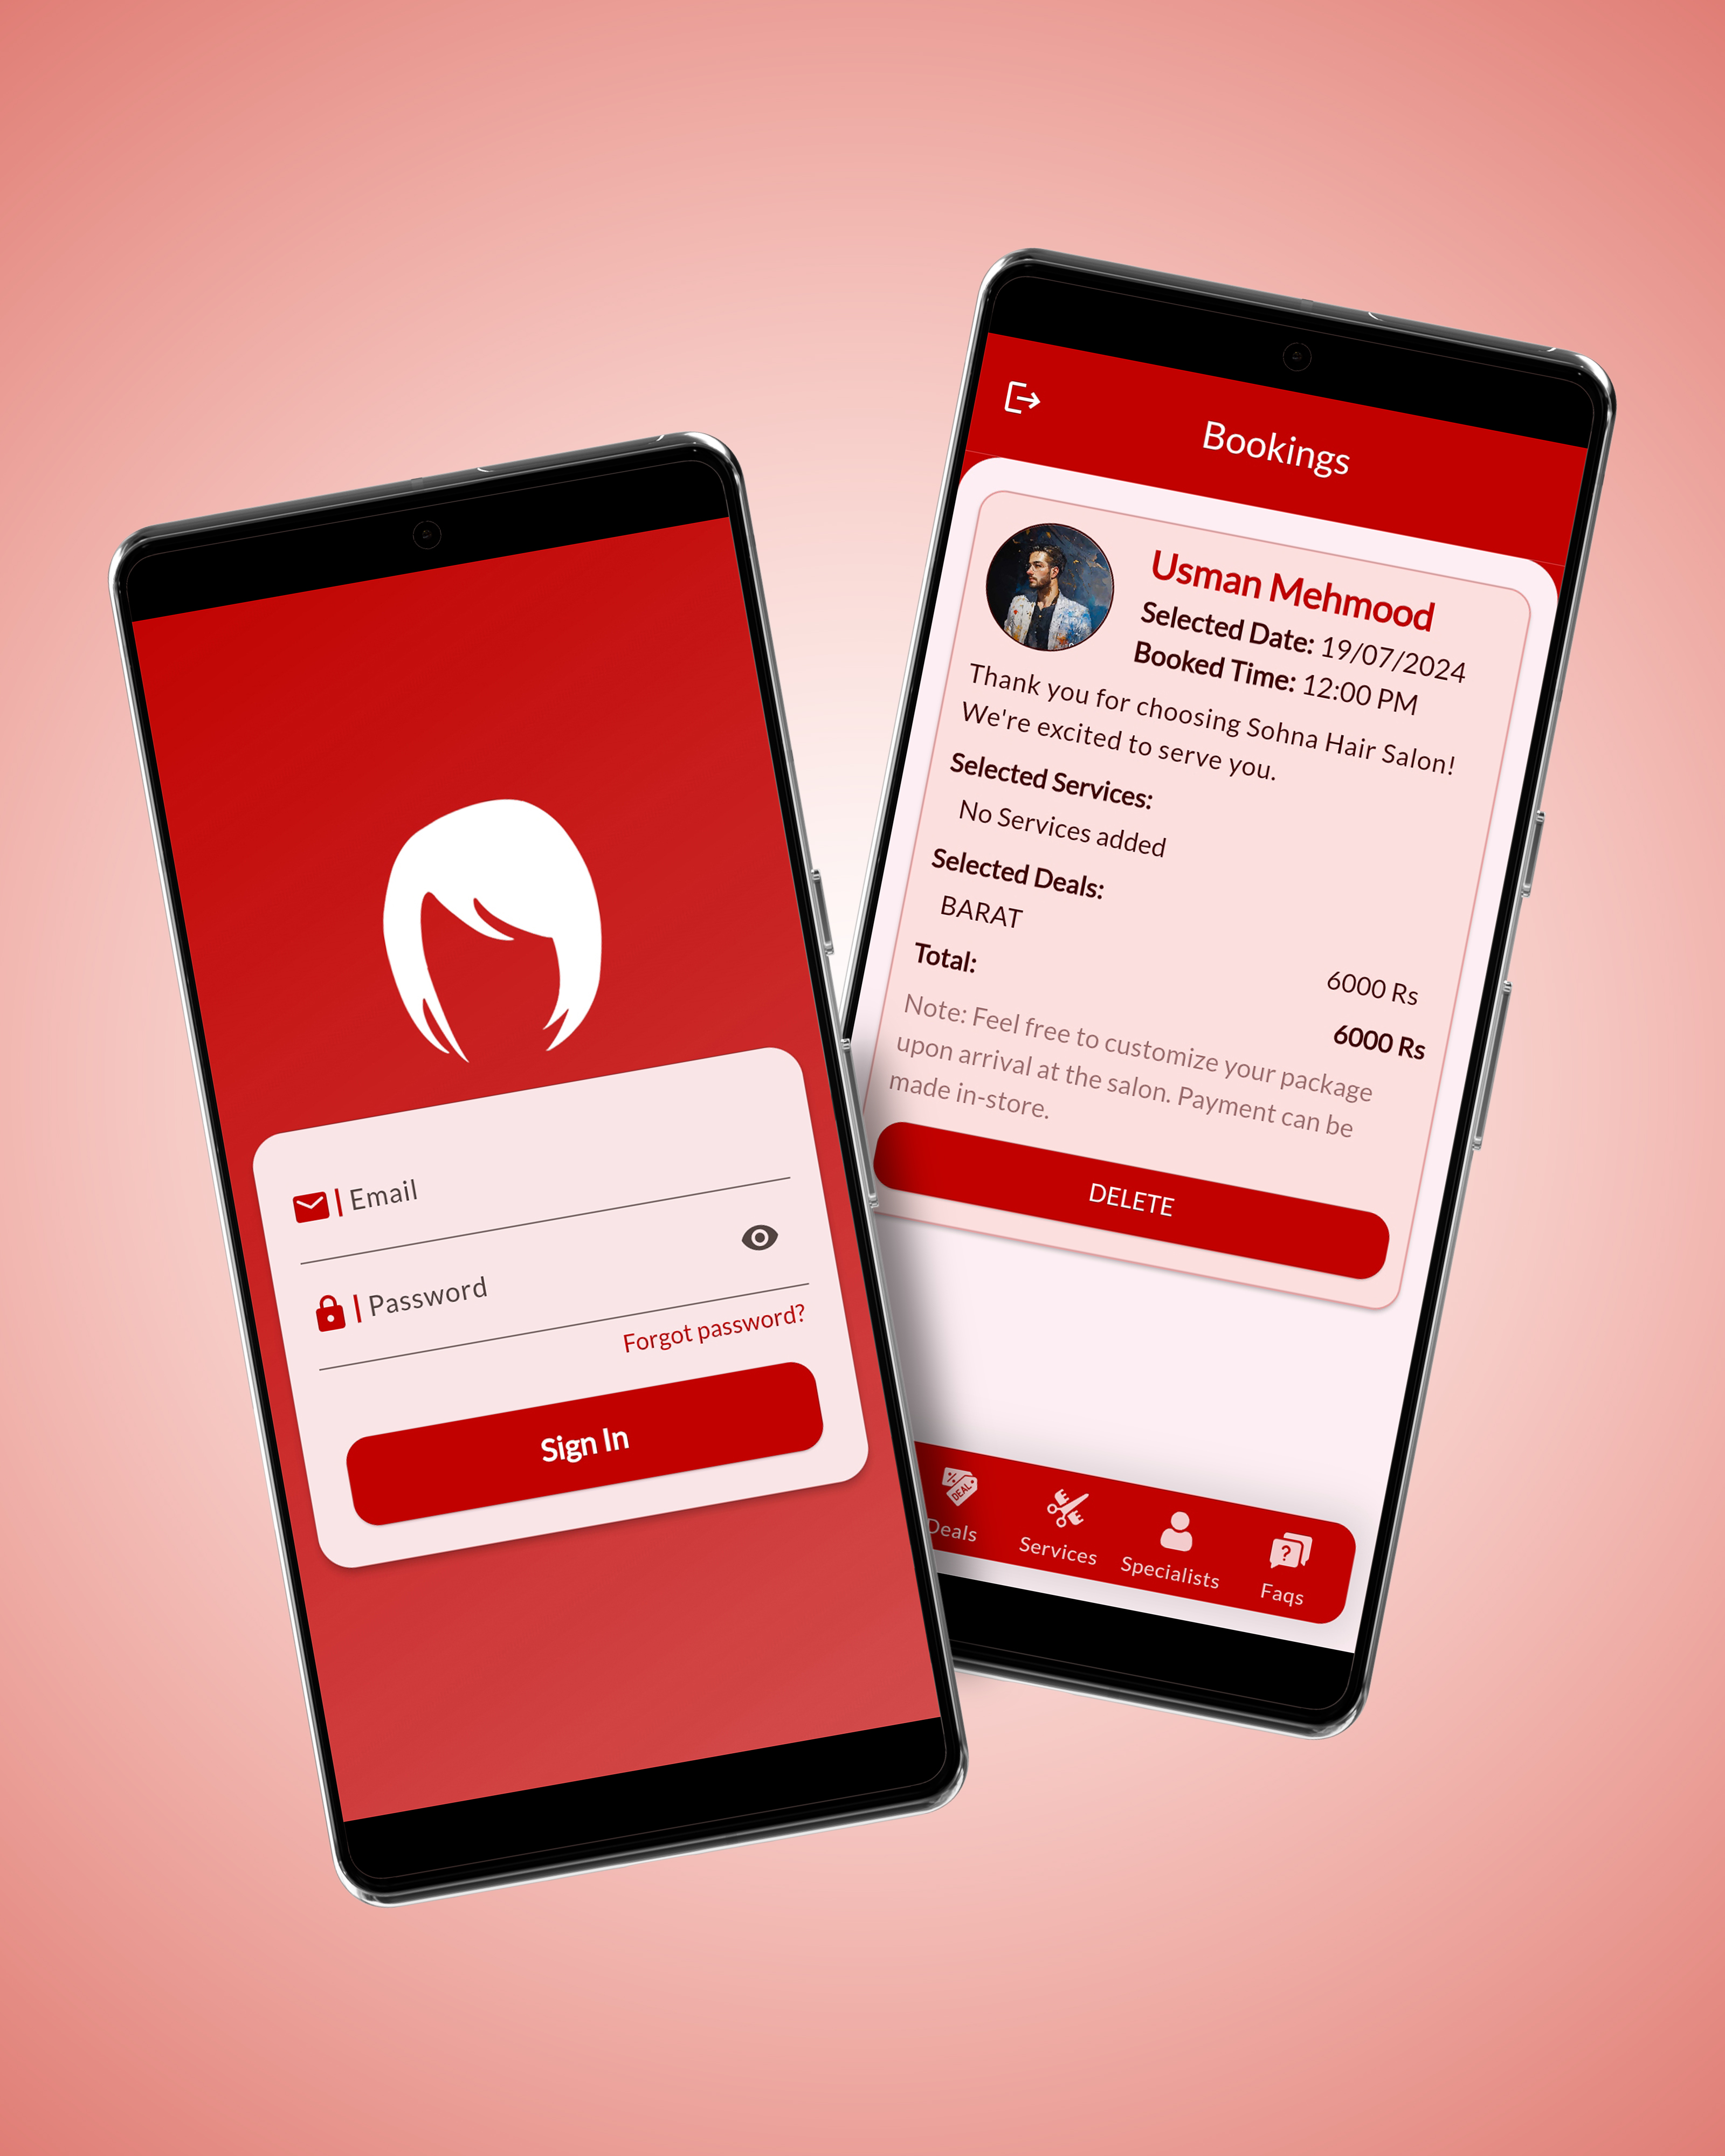 Email
Password
Forgot password?
Sign In
Bookings
Usman Mehmood
Selected Date: 19/07/2024
Booked Time: 12:00 PM
Thank you for choosing Sohna Hair Salon!
We're excited to serve you.
Selected Services:
No Services added
Selected Deals:
BARAT
6000 Rs
Total:
6000 Rs
Note: Feel free to customize your package
upon arrival at the salon. Payment can be
made in-store.
DELETE
DEAL
Deals
Services
Specialists
Faqs